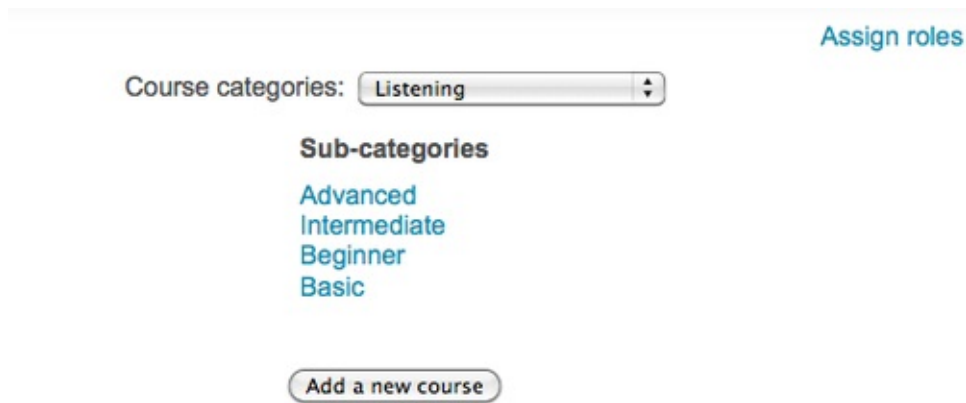 Assign roles
Course categories: Listening
Sub-categories
Advanced
Intermediate
Beginner
Basic
Add a new course